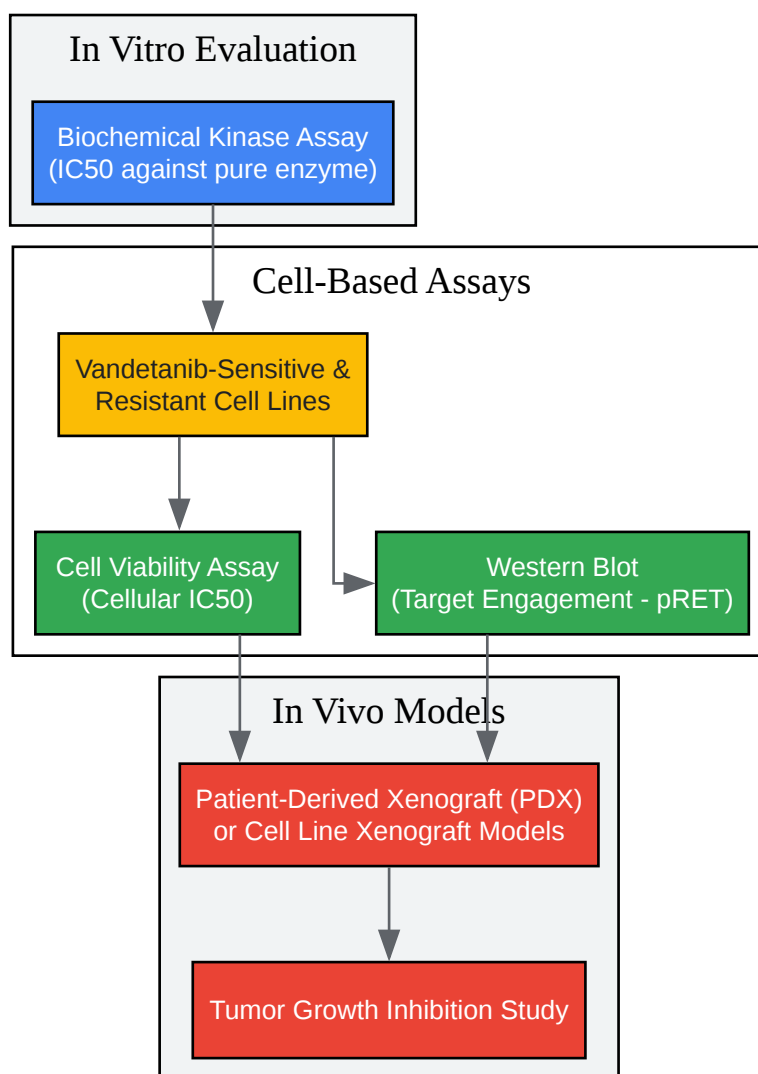 In Vitro Evaluation
Biochemical Kinase Assay
(IC50 against pure enzyme)
Cell-Based Assays
Vandetanib-Sensitive &
Resistant Cell Lines
Cell Viability Assay
(Cellular IC50)
Western Blot
(Target Engagement - pRET)
In Vivo Models
Patient-Derived Xenograft (PDX)
or Cell Line Xenograft Models
Tumor Growth Inhibition Study